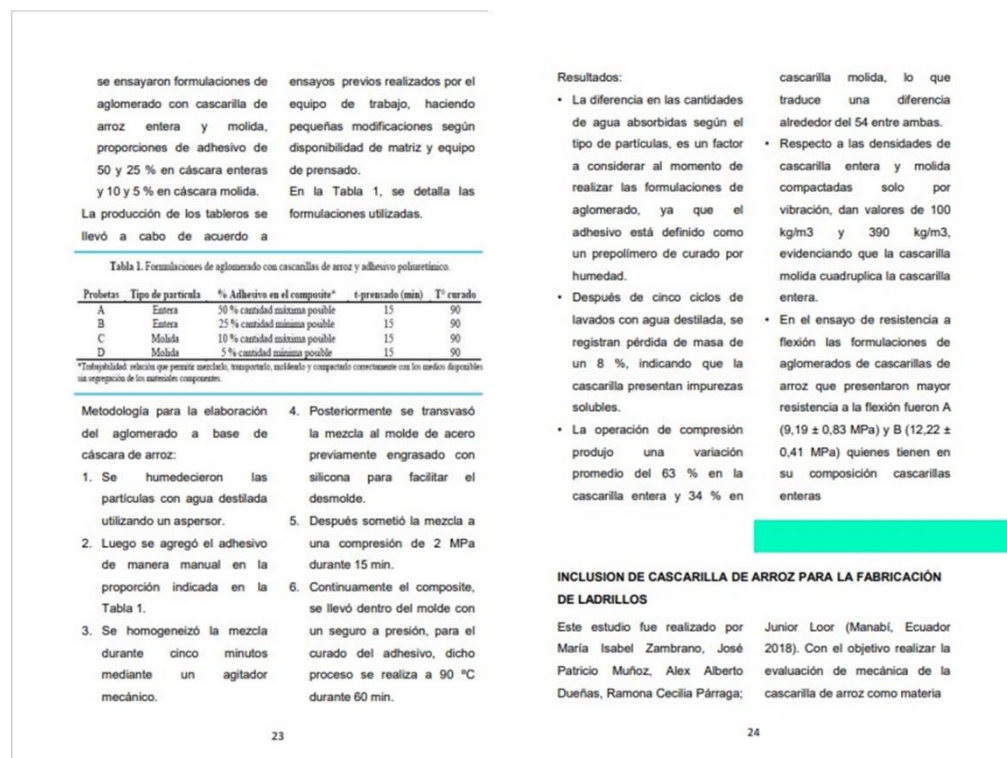 se ensayaron formulaciones de
aglomerado con cascarilla de
arroz entera y molida,
proporciones de adhesivo de
50 y 25 % en cáscara enteras
y 10 y 5 % en cáscara molida.
La producción de los tableros se
llevó a cabo de acuerdo a
ensayos previos realizados por el
equipo de trabajo, haciendo
pequeñas modificaciones según
disponibilidad de matriz y equipo
de prensado.
En la Tabla 1, se detalla las
formulaciones utilizadas.
Tabla 1. Formulaciones de aglomerado con cascarillas de arroz y adhesivo poliuretánico.
Probetas Tipo de partícula % Adhesivo en el composite* t-prensado (min) T° curado
A Entera 50 % cantidad máxima posible 15 90
B Entera 25 % cantidad mínima posible 15 90
C Molida 10 % cantidad máxima posible 15 90
D Molida 5 % cantidad mínima posible 15 90
*Trabajabilidad: relación que permitir mezclarlo, transportarlo, moldearlo y compactarlo correctamente con los medios disponibles
sin segregación de los materiales componentes.
Metodología para la elaboración
del aglomerado a base de
cáscara de arroz:
1. Se humedecieron las
partículas con agua destilada
utilizando un aspersor.
2. Luego se agregó el adhesivo
de manera manual en la
proporción indicada en la
Tabla 1.
3. Se homogeneizó la mezcla
durante cinco minutos
mediante un agitador
mecánico.
4. Posteriormente se transvasó
la mezcla al molde de acero
previamente engrasado con
silicona para facilitar el
desmolde.
5. Después sometió la mezcla a
una compresión de 2 MPa
durante 15 min.
6. Continuamente el composite,
se llevó dentro del molde con
un seguro a presión, para el
curado del adhesivo, dicho
proceso se realiza a 90 ºC
durante 60 min.
23
Resultados:
• La diferencia en las cantidades
de agua absorbidas según el
tipo de partículas, es un factor
a considerar al momento de
realizar las formulaciones de
aglomerado, ya que el
adhesivo está definido como
un prepolímero de curado por
humedad.
• Después de cinco ciclos de
lavados con agua destilada, se
registran pérdida de masa de
un 8 %, indicando que la
cascarilla presentan impurezas
solubles.
• La operación de compresión
produjo una variación
promedio del 63 % en la
cascarilla entera y 34 % en
cascarilla molida, lo que
traduce una diferencia
alrededor del 54 entre ambas.
• Respecto a las densidades de
cascarilla entera y molida
compactadas solo por
vibración, dan valores de 100
kg/m3 y 390 kg/m3,
evidenciando que la cascarilla
molida cuadruplica la cascarilla
entera.
• En el ensayo de resistencia a
flexión las formulaciones de
aglomerados de cascarillas de
arroz que presentaron mayor
resistencia a la flexión fueron A
(9,19 ± 0,83 MPa) y B (12,22 ±
0,41 MPa) quienes tienen en
su composición cascarillas
enteras
INCLUSION DE CASCARILLA DE ARROZ PARA LA FABRICACIÓN
DE LADRILLOS
Este estudio fue realizado por
María Isabel Zambrano, José
Patricio Muñoz, Alex Alberto
Dueñas, Ramona Cecilia Párraga;
Junior Loor (Manabí, Ecuador
2018). Con el objetivo realizar la
evaluación de mecánica de la
cascarilla de arroz como materia
24